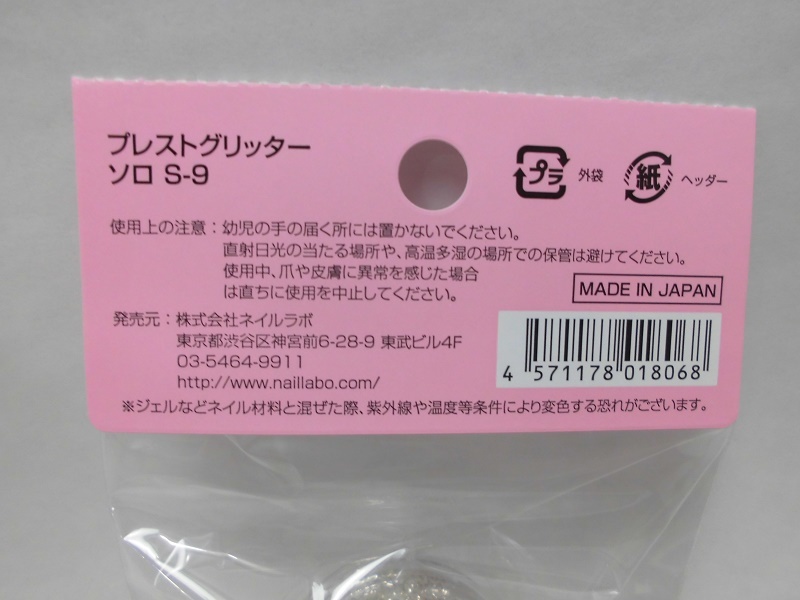 プレストグリッター
ソロ S-9
プラ 外袋
紙 ヘッダー
使用上の注意：幼児の手の届く所には置かないでください。
直射日光の当たる場所や、高温多湿の場所での保管は避けてください。
使用中、爪や皮膚に異常を感じた場合
は直ちに使用を中止してください。
MADE IN JAPAN
発売元：株式会社ネイルラボ
東京都渋谷区神宮前6-28-9 東武ビル4F
03-5464-9911
http://www.naillabo.com/
4 571178 018068
※ジェルなどネイル材料と混ぜた際、紫外線や温度等条件により変色する恐れがございます。